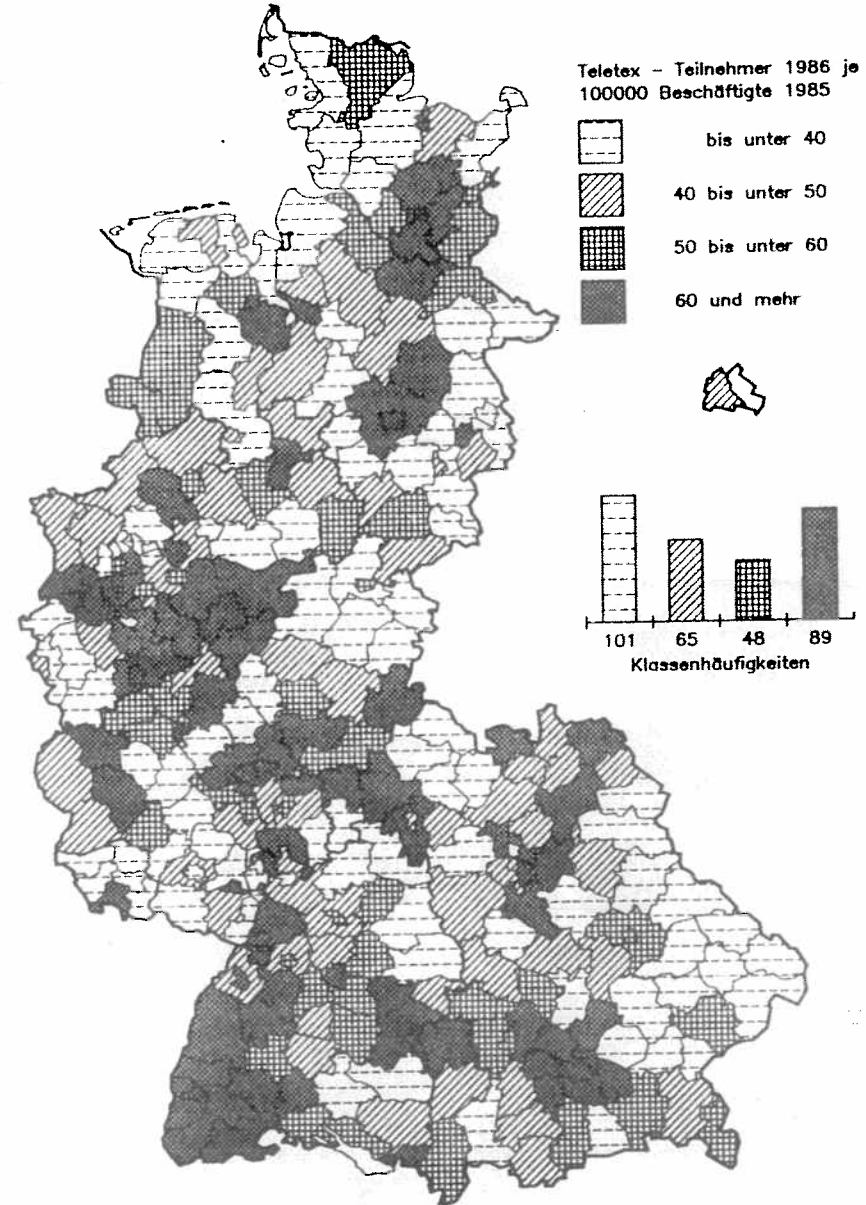 Teletex - Teilnehmer 1986 je
100000 Beschäftigte 1985
bis unter 40
40 bis unter 50
50 bis unter 60
60 und mehr
101 65 48 89
Klassenhäufigkeiten